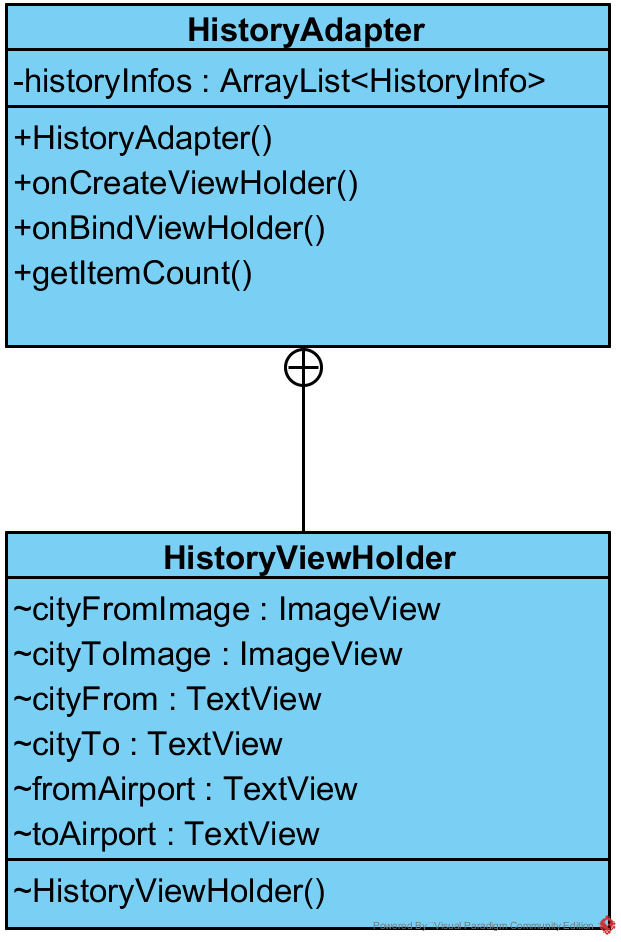 HistoryAdapter
-historyInfos : ArrayList<HistoryInfo>
+HistoryAdapter()
+onCreateViewHolder()
+onBindViewHolder()
+getItemCount()
HistoryViewHolder
~cityFromImage : ImageView
~cityToImage : ImageView
~cityFrom : TextView
~cityTo : TextView
~fromAirport : TextView
~toAirport : TextView
~HistoryViewHolder()
Powered By Visual Paradigm Community Edition